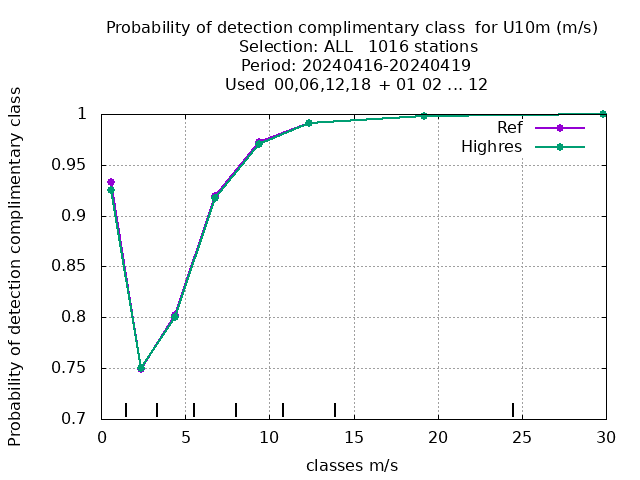 Probability of detection complimentary class  for U10m (m/s)
Selection: ALL   1016 stations
Period: 20240416-20240419
Used  00,06,12,18  + 01 02 ... 12
Probability of detection complimentary class
1
0.95
0.9
0.85
0.8
0.75
0.7
Ref
Highres
0 5 10 15 20 25 30
classes m/s